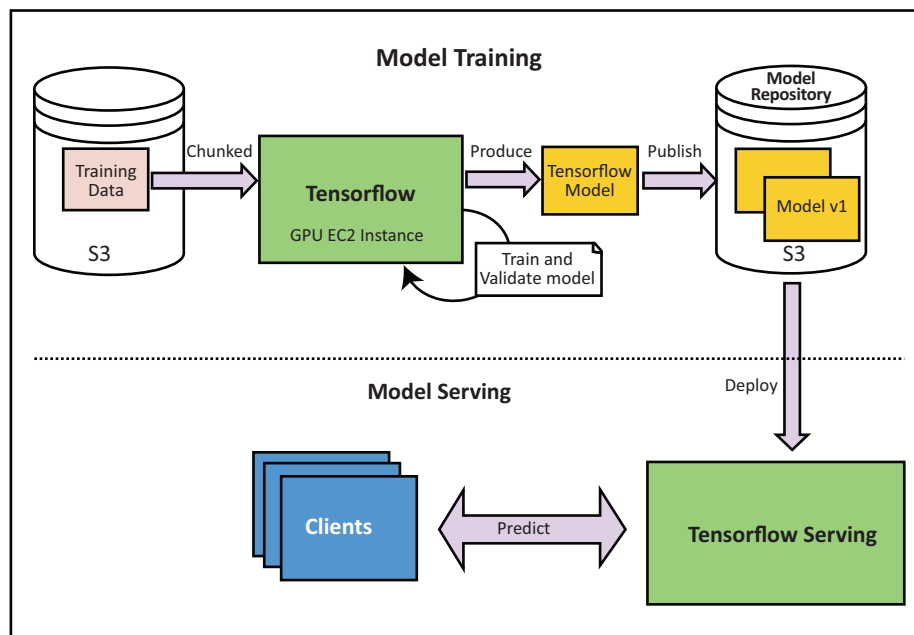 Model Training
Model
Repository
Chunked
Produce
Publish
Training
Data
Tensorflow
GPU EC2 Instance
Tensorflow
Model
Model v1
S3
S3
Train and
Validate model
Deploy
Model Serving
Clients
Predict
Tensorflow Serving